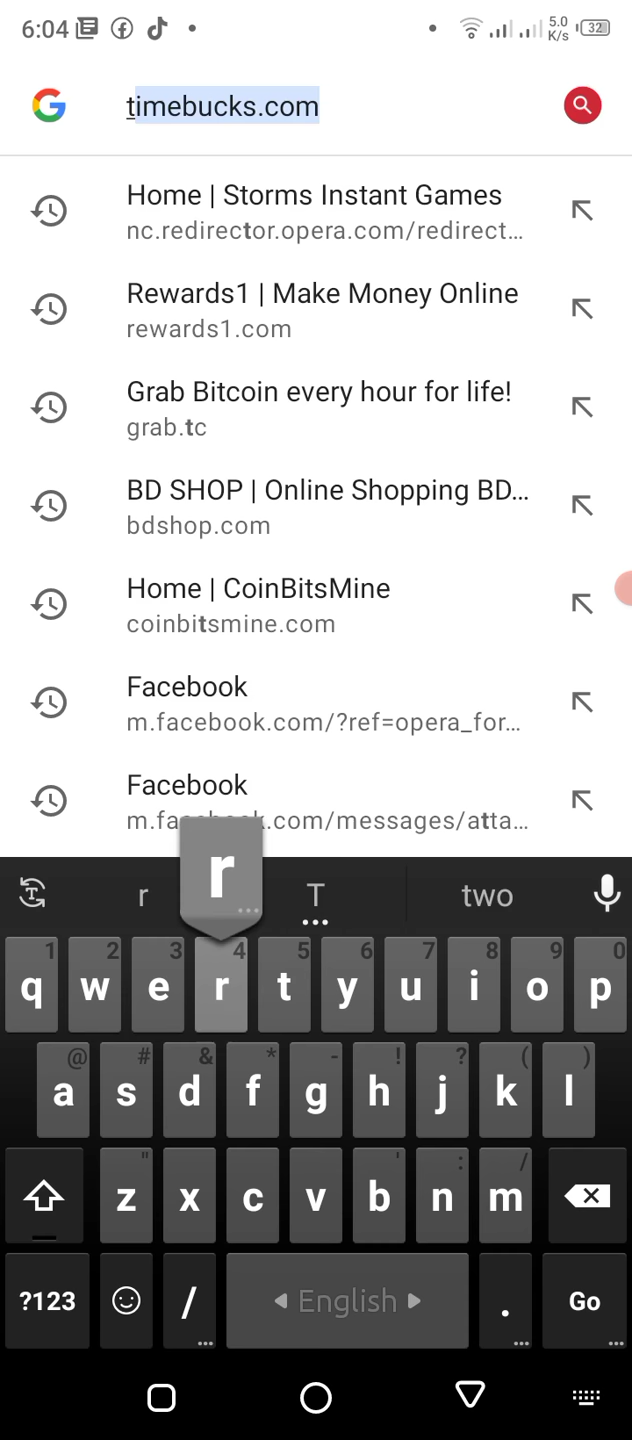 6:04 5.0 K/s 32
timebucks.com
Home | Storms Instant Games
nc.redirector.opera.com/redirect...
Rewards1 | Make Money Online
rewards1.com
Grab Bitcoin every hour for life!
grab.tc
BD SHOP | Online Shopping BD...
bdshop.com
Home | CoinBitsMine
coinbitsmine.com
Facebook
m.facebook.com/?ref=opera_for...
Facebook
m.facebook.com/messages/atta...
r
r T two
1 2 3 4 5 6 7 8 9 0
q w e r t y u i o p
@ # & * - ! ? ( )
a s d f g h j k l
" ' : /
z x c v b n m
?123 / English . Go